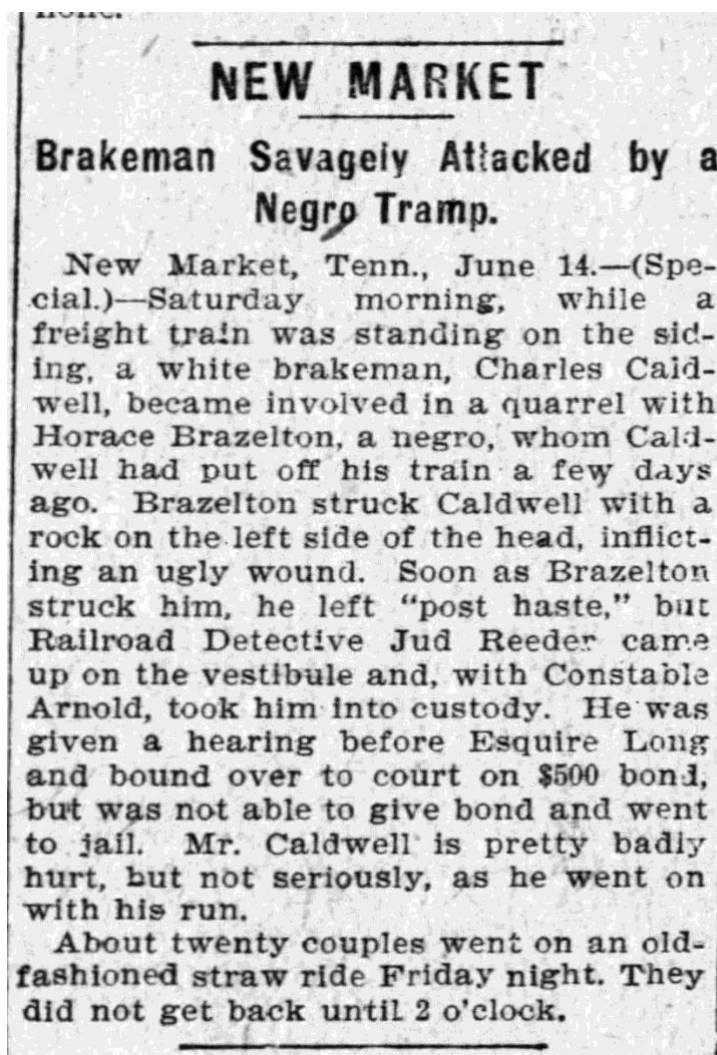 NEW MARKET
Brakeman Savagely Attacked by a
Negro Tramp.
New Market, Tenn., June 14.—(Spe-
cial.)—Saturday morning, while a
freight train was standing on the sid-
ing, a white brakeman, Charles Cald-
well, became involved in a quarrel with
Horace Brazelton, a negro, whom Cald-
well had put off his train a few days
ago. Brazelton struck Caldwell with a
rock on the left side of the head, inflict-
ing an ugly wound. Soon as Brazelton
struck him, he left "post haste," but
Railroad Detective Jud Reeder came
up on the vestibule and, with Constable
Arnold, took him into custody. He was
given a hearing before Esquire Long
and bound over to court on $500 bond,
but was not able to give bond and went
to jail. Mr. Caldwell is pretty badly
hurt, but not seriously, as he went on
with his run.
About twenty couples went on an old-
fashioned straw ride Friday night. They
did not get back until 2 o'clock.